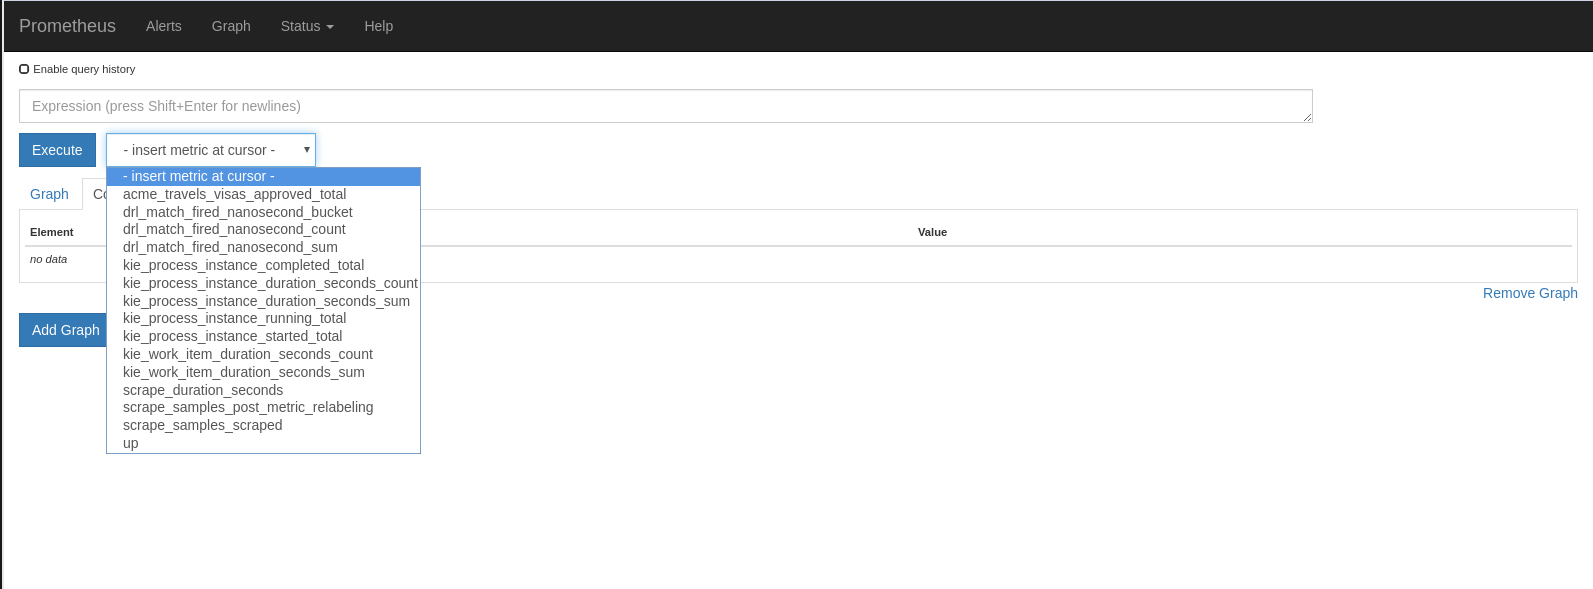 Prometheus Alerts Graph Status Help
Enable query history
Expression (press Shift+Enter for newlines)
Execute - insert metric at cursor -
- insert metric at cursor -
acme_travels_visas_approved_total
drl_match_fired_nanosecond_bucket
drl_match_fired_nanosecond_count
drl_match_fired_nanosecond_sum
kie_process_instance_completed_total
kie_process_instance_duration_seconds_count
kie_process_instance_duration_seconds_sum
kie_process_instance_running_total
kie_process_instance_started_total
kie_work_item_duration_seconds_count
kie_work_item_duration_seconds_sum
scrape_duration_seconds
scrape_samples_post_metric_relabeling
scrape_samples_scraped
up
Graph
Element Value
no data
Remove Graph
Add Graph